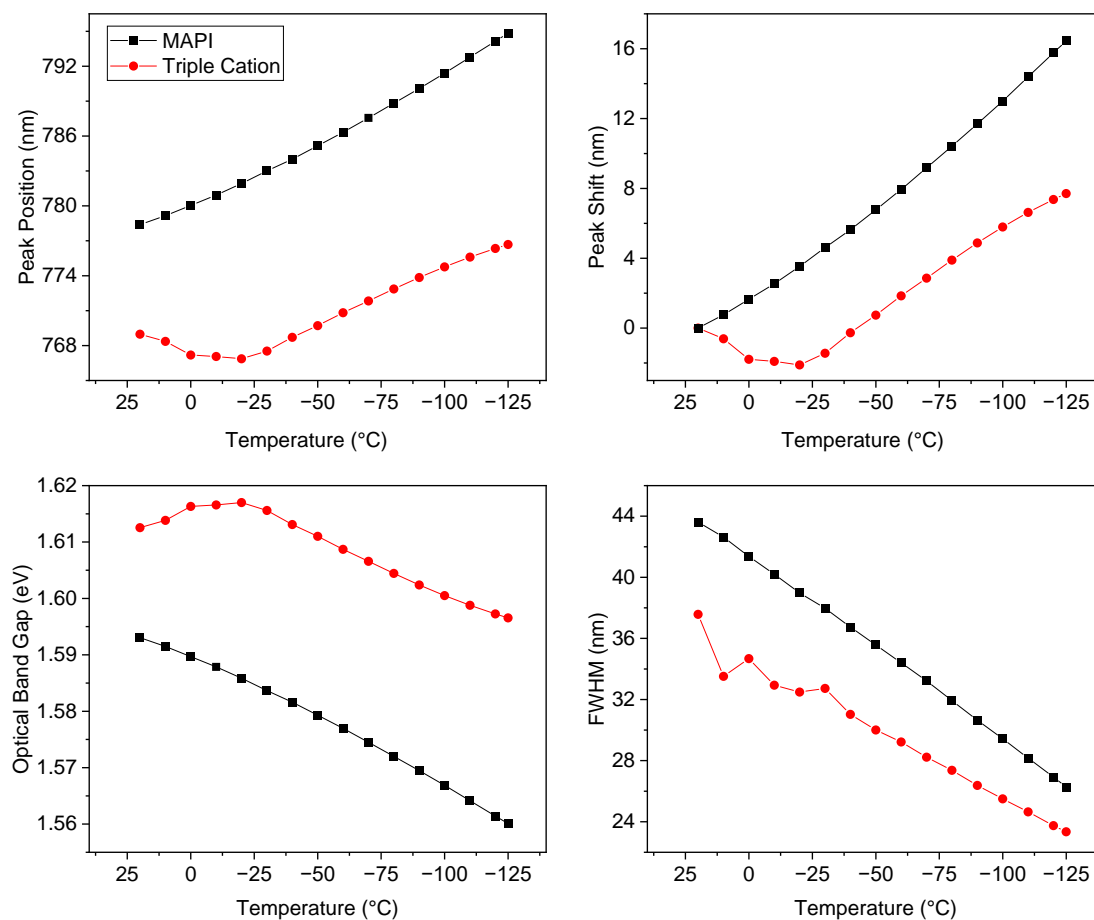 MAPI
Triple Cation
792
786
780
774
768
Peak Position (nm)
25 0 −25 −50 −75 −100 −125
Temperature (°C)
16
12
8
4
0
Peak Shift (nm)
25 0 −25 −50 −75 −100 −125
Temperature (°C)
1.62
1.61
1.60
1.59
1.58
1.57
1.56
Optical Band Gap (eV)
25 0 −25 −50 −75 −100 −125
Temperature (°C)
44
40
36
32
28
24
FWHM (nm)
25 0 −25 −50 −75 −100 −125
Temperature (°C)